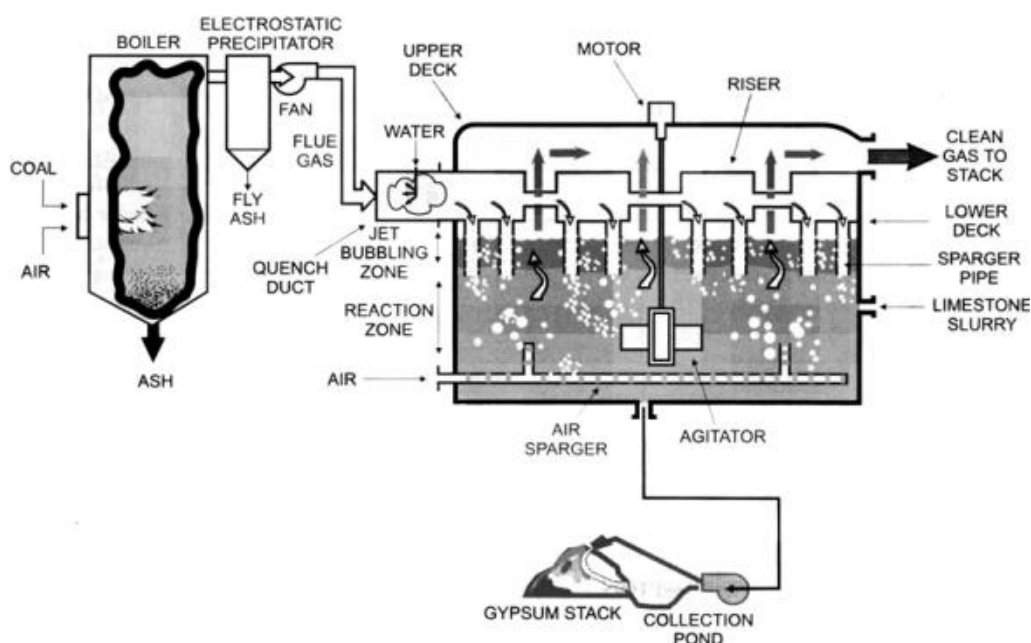 BOILER
ELECTROSTATIC
PRECIPITATOR
FAN
COAL
AIR
FLY
ASH
ASH
FLUE
GAS
WATER
UPPER
DECK
MOTOR
RISER
CLEAN
GAS TO
STACK
LOWER
DECK
SPARGER
PIPE
LIMESTONE
SLURRY
QUENCH
DUCT
JET
BUBBLING
ZONE
REACTION
ZONE
AIR
AIR
SPARGER
AGITATOR
GYPSUM STACK
COLLECTION
POND